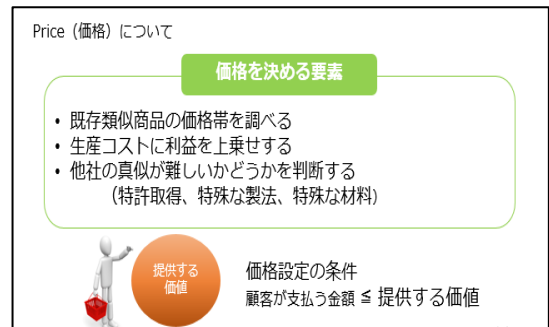 Price（価格）について
価格を決める要素
• 既存類似商品の価格帯を調べる
• 生産コストに利益を上乗せする
• 他社の真似が難しいかどうかを判断する
（特許取得、特殊な製法、特殊な材料)
提供する
価値
価格設定の条件
顧客が支払う金額 ≦ 提供する価値